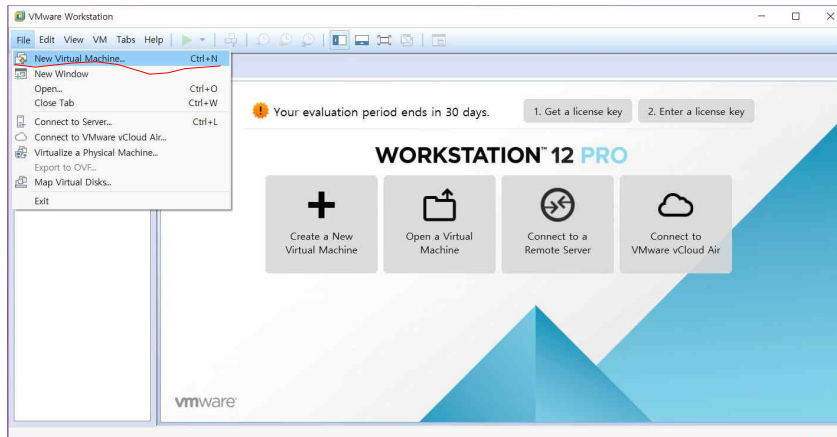 VMware Workstation
File Edit View VM Tabs Help
New Virtual Machine... Ctrl+N
New Window
Open... Ctrl+O
Close Tab Ctrl+W
Connect to Server... Ctrl+L
Connect to VMware vCloud Air...
Virtualize a Physical Machine...
Export to OVF...
Map Virtual Disks...
Exit
Your evaluation period ends in 30 days.
1. Get a license key
2. Enter a license key
WORKSTATION™ 12 PRO
Create a New
Virtual Machine
Open a Virtual
Machine
Connect to a
Remote Server
Connect to
VMware vCloud Air
vmware